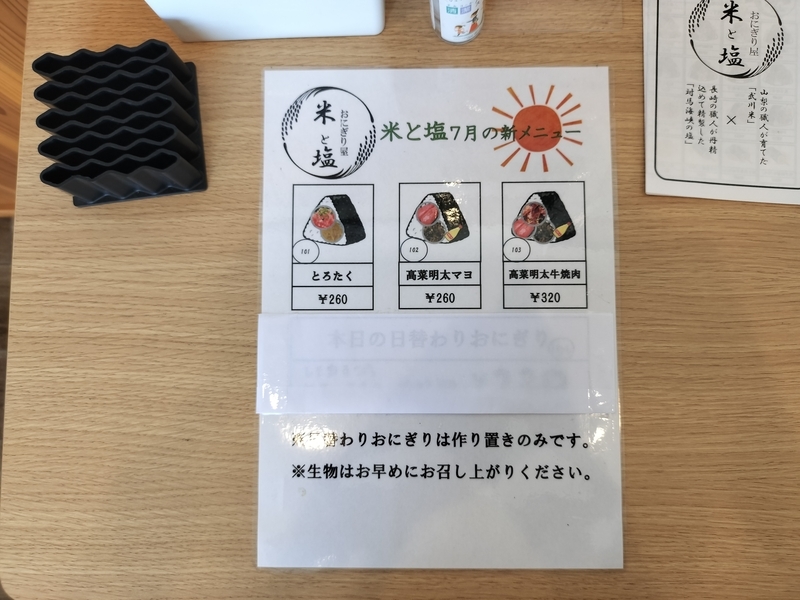 おにぎり屋
米と塩
米と塩7月の新メニュー
101
とろたく
¥260
102
高菜明太マヨ
¥260
103
高菜明太牛焼肉
¥320
本日の日替わりおにぎり
※日替わりおにぎりは作り置きのみです。
※生物はお早めにお召し上がりください。
おにぎり屋
米と塩
山梨の職人が育てた
「武川米」
×
長崎の職人が丹精
込めて精製した
「対馬海峡の塩」